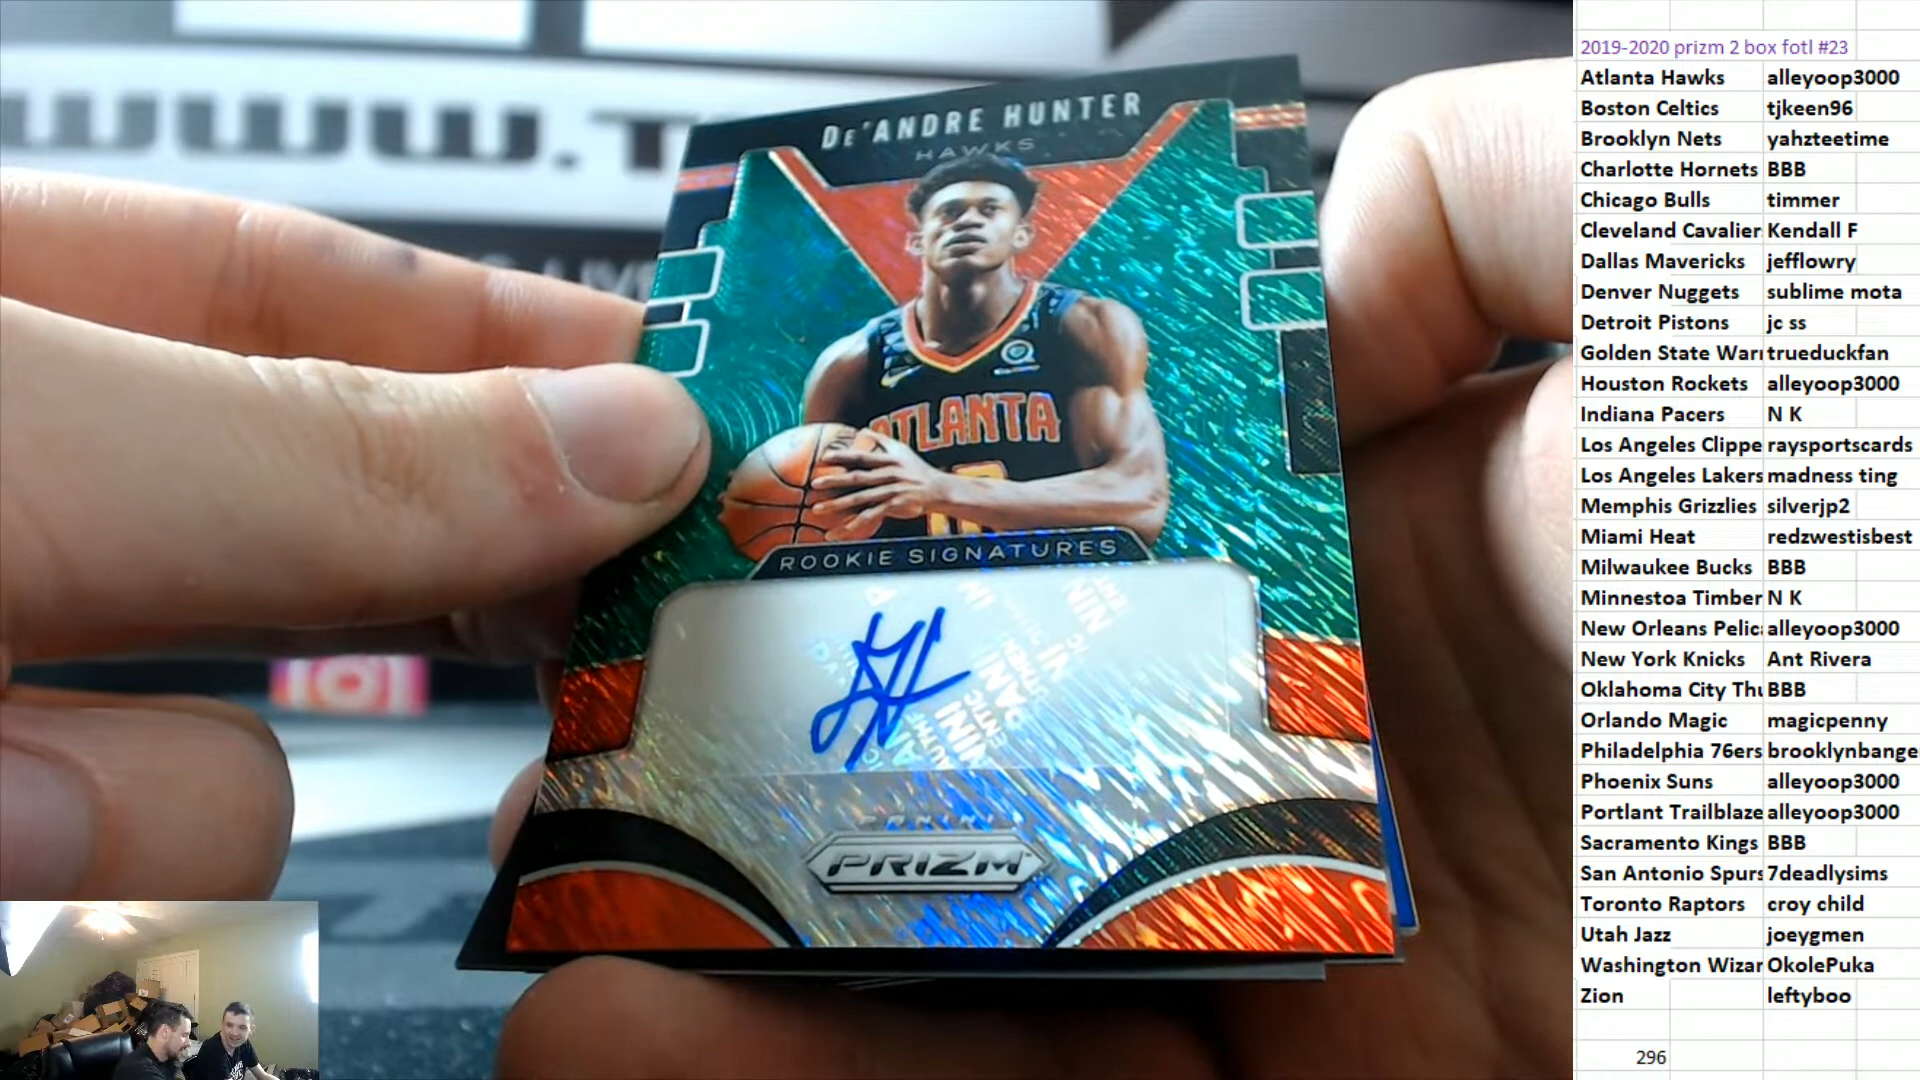 WWW.T
LIVE
DE'ANDRE HUNTER
HAWKS
ATLANTA
ROOKIE SIGNATURES
PANINI
PRIZM
2019-2020 prizm 2 box fotl #23
Atlanta Hawks alleyoop3000
Boston Celtics tjkeen96
Brooklyn Nets yahzteetime
Charlotte Hornets BBB
Chicago Bulls timmer
Cleveland Cavalier Kendall F
Dallas Mavericks jefflowry
Denver Nuggets sublime mota
Detroit Pistons jc ss
Golden State Warr trueduckfan
Houston Rockets alleyoop3000
Indiana Pacers N K
Los Angeles Clippe raysportscards
Los Angeles Lakers madness ting
Memphis Grizzlies silverjp2
Miami Heat redzwestisbest
Milwaukee Bucks BBB
Minnestoa Timber N K
New Orleans Pelica alleyoop3000
New York Knicks Ant Rivera
Oklahoma City Thu BBB
Orlando Magic magicpenny
Philadelphia 76ers brooklynbange
Phoenix Suns alleyoop3000
Portlant Trailblaze alleyoop3000
Sacramento Kings BBB
San Antonio Spurs 7deadlysims
Toronto Raptors croy child
Utah Jazz joeygmen
Washington Wizar OkolePuka
Zion leftyboo
296